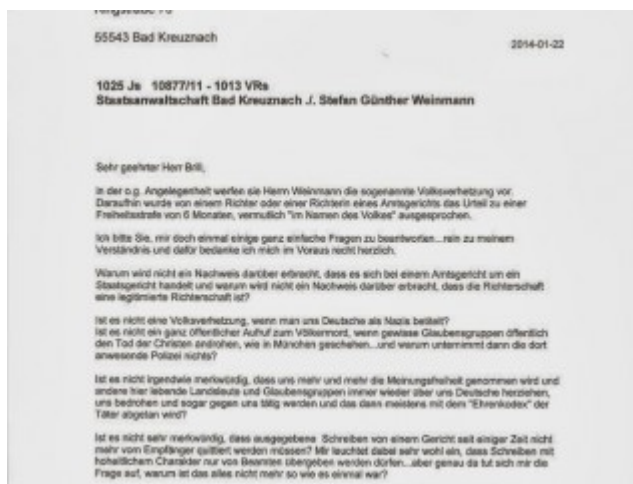 55543 Bad Kreuznach
2014-01-22
1025 Js 10877/11 - 1013 VRs
Staatsanwaltschaft Bad Kreuznach ./. Stefan Günther Weinmann
Sehr geehrter Herr Brill,
In der o.g. Angelegenheit werfen sie Herrn Weinmann die sogenannte Volksverhetzung vor.
Daraufhin wurde von einem Richter oder einer Richterin eines Amtsgerichts das Urteil zu einer
Freiheitsstrafe von 6 Monaten, vermutlich "im Namen des Volkes" ausgesprochen.
Ich bitte Sie, mir doch einmal einige ganz einfache Fragen zu beantworten...rein zu meinem
Verständnis und dafür bedanke ich mich im Voraus recht herzlich.
Warum wird nicht ein Nachweis darüber erbracht, dass es sich bei einem Amtsgericht um ein
Staatsgericht handelt und warum wird nicht ein Nachweis darüber erbracht, dass die Richterschaft
eine legitimierte Richterschaft ist?
Ist es nicht eine Volksverhetzung, wenn man uns Deutsche als Nazis betitelt?
Ist es nicht ein ganz öffentlicher Aufruf zum Völkermord, wenn gewisse Glaubensgruppen öffentlich
den Tod der Christen androhen, wie in München geschehen...und warum unternimmt dann die dort
anwesende Polizei nichts?
Ist es nicht irgendwie merkwürdig, dass uns mehr und mehr die Meinungsfreiheit genommen wird und
andere hier lebende Landsleute und Glaubensgruppen immer wieder über uns Deutsche herziehen,
uns bedrohen und sogar gegen uns tätig werden und das dann meistens mit dem "Ehrenkodex" der
Täter abgetan wird?
Ist es nicht sehr merkwürdig, dass ausgegebene Schreiben von einem Gericht seit einiger Zeit nicht
mehr vom Empfänger quittiert werden müssen? Mir leuchtet dabei sehr wohl ein, dass Schreiben mit
hoheitlichem Charakter nur von Beamten übergeben werden dürfen...aber genau da tut sich mir die
Frage auf, warum ist das alles nicht mehr so wie es einmal war?